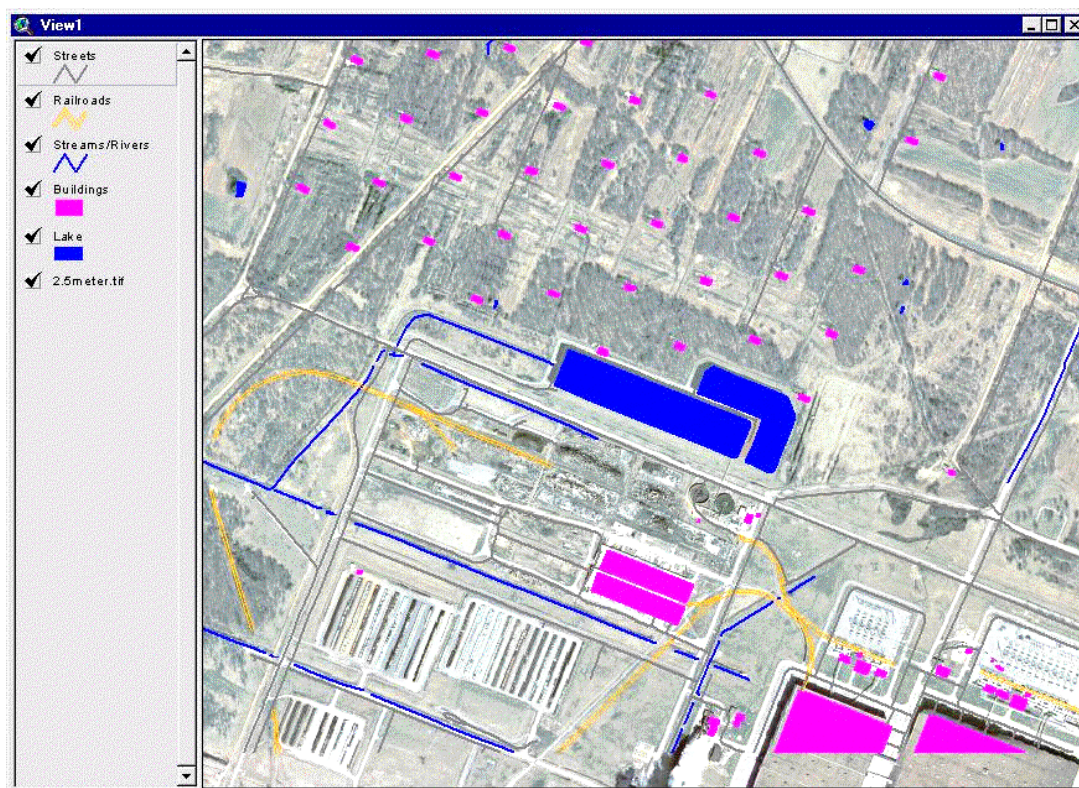 View1
Streets
Railroads
Streams/Rivers
Buildings
Lake
2.5meter.tif